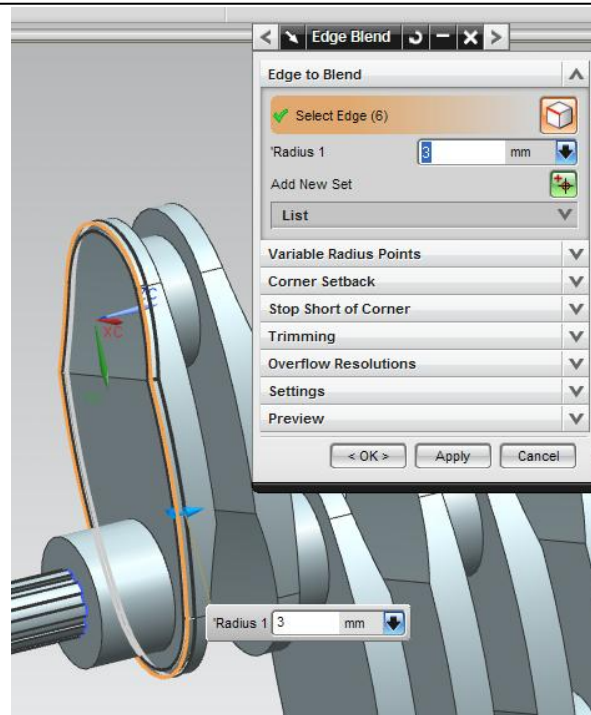 Edge Blend
Edge to Blend
Select Edge (6)
'Radius 1 3 mm
Add New Set
List
Variable Radius Points
Corner Setback
Stop Short of Corner
Trimming
Overflow Resolutions
Settings
Preview
< OK > Apply Cancel
XC
'Radius 1 3 mm